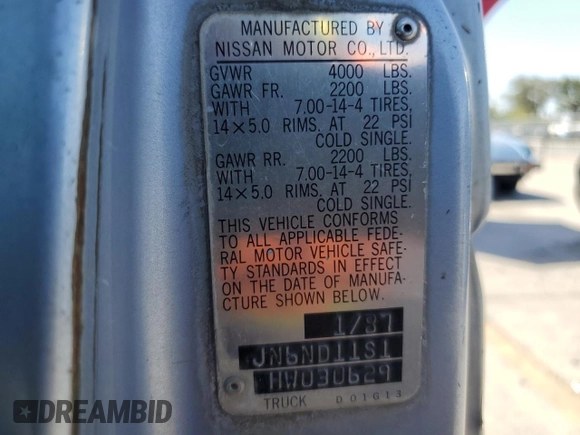 MANUFACTURED BY
NISSAN MOTOR CO., LTD.
GVWR 4000 LBS.
GAWR FR. 2200 LBS.
WITH 7.00-14-4 TIRES,
14×5.0 RIMS. AT 22 PSI
COLD SINGLE.
GAWR RR. 2200 LBS.
WITH 7.00-14-4 TIRES,
14×5.0 RIMS. AT 22 PSI
COLD SINGLE.
THIS VEHICLE CONFORMS
TO ALL APPLICABLE FEDE-
RAL MOTOR VEHICLE SAFE-
TY STANDARDS IN EFFECT
ON THE DATE OF MANUFA-
CTURE SHOWN BELOW.
1/87
JN6ND11S1
HW030629
TRUCK 001G13
DREAMBID